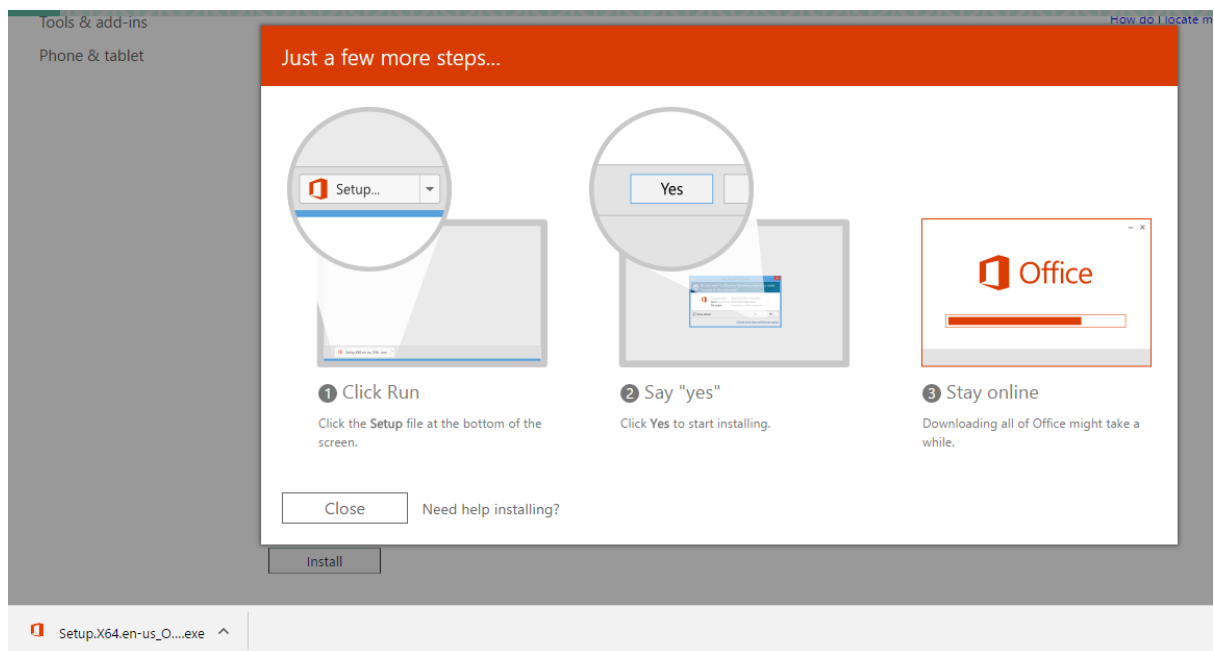 Tools & add-ins
How do I locate m
Phone & tablet
Just a few more steps...
Setup...
Yes
Office
1 Click Run
2 Say "yes"
3 Stay online
Click the Setup file at the bottom of the
screen.
Click Yes to start installing.
Downloading all of Office might take a
while.
Close
Need help installing?
Install
Setup.X64.en-us_O....exe